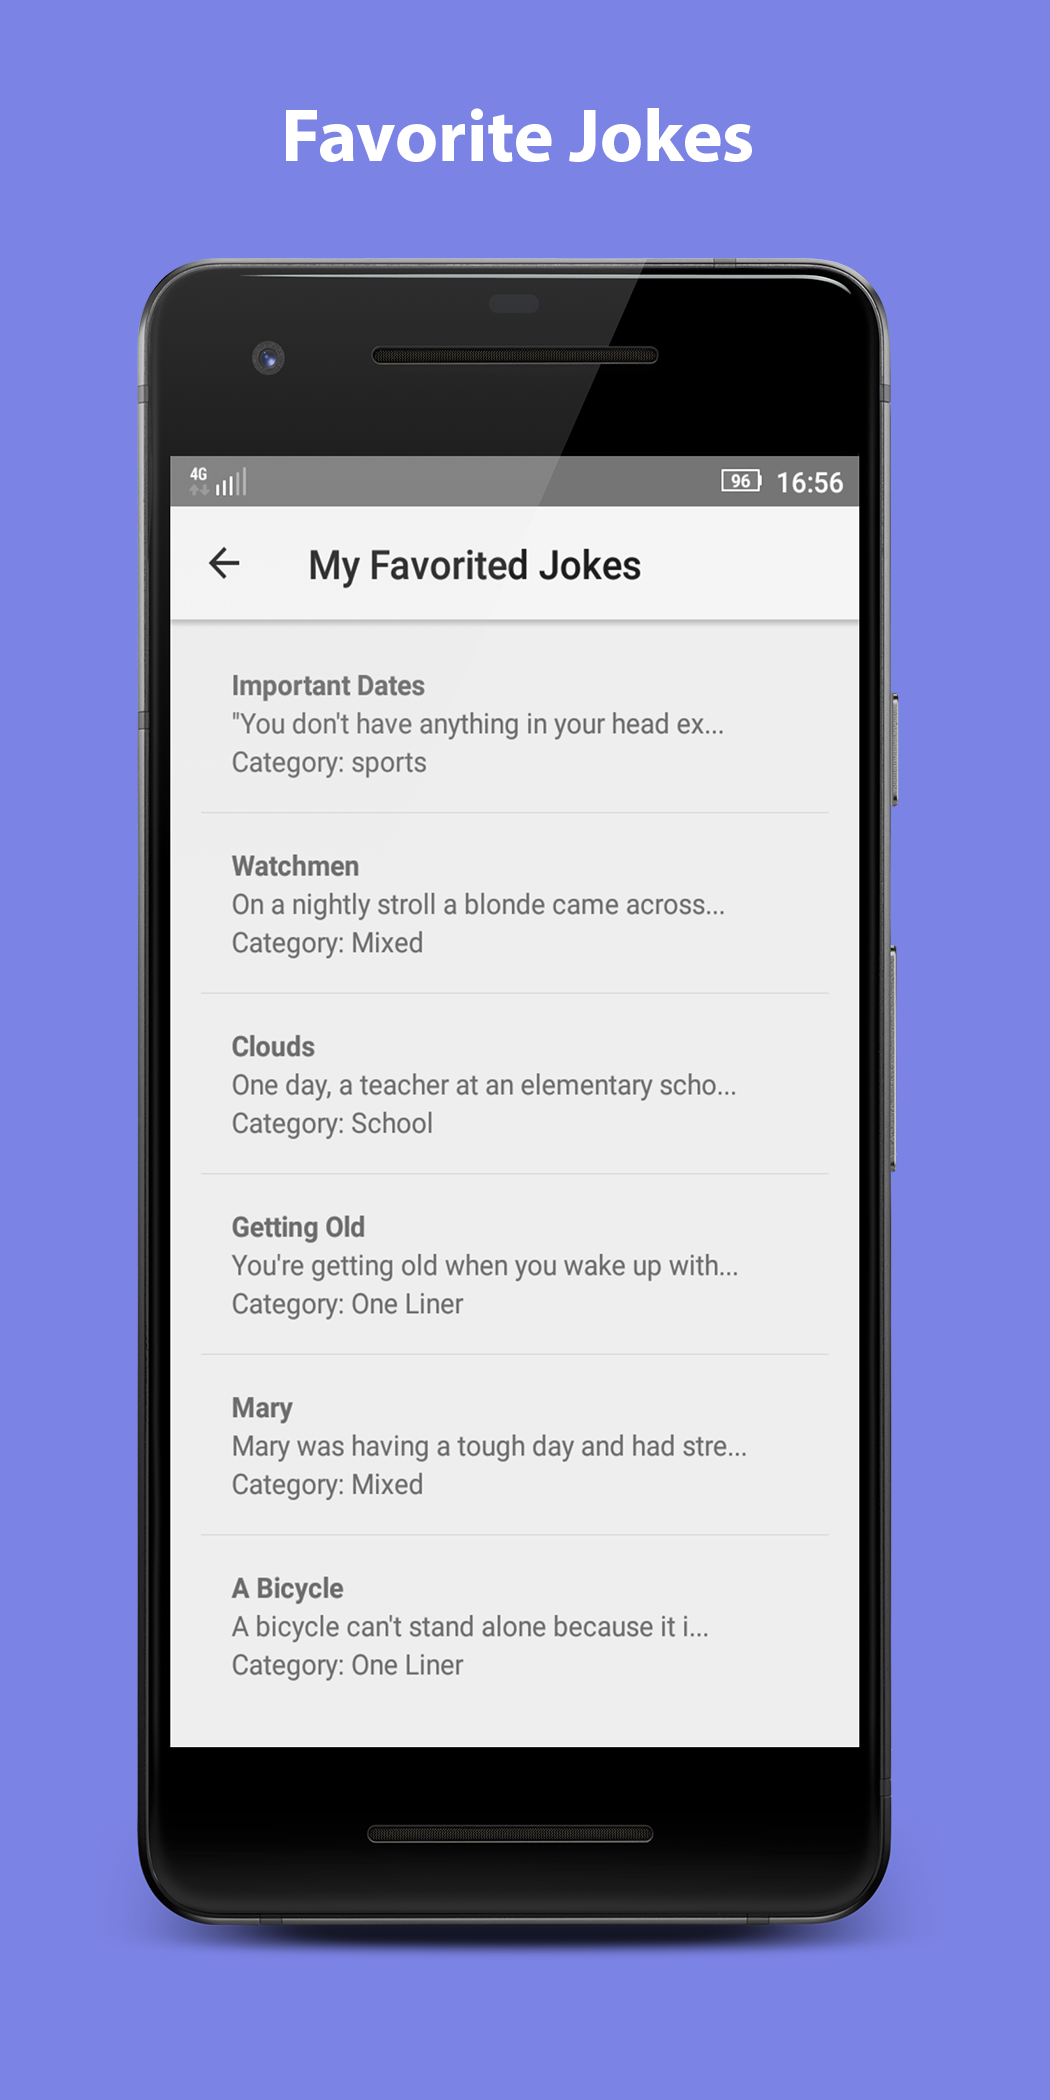 Favorite Jokes
4G
96 16:56
My Favorited Jokes
Important Dates
"You don't have anything in your head ex...
Category: sports
Watchmen
On a nightly stroll a blonde came across...
Category: Mixed
Clouds
One day, a teacher at an elementary scho...
Category: School
Getting Old
You're getting old when you wake up with...
Category: One Liner
Mary
Mary was having a tough day and had stre...
Category: Mixed
A Bicycle
A bicycle can't stand alone because it i...
Category: One Liner